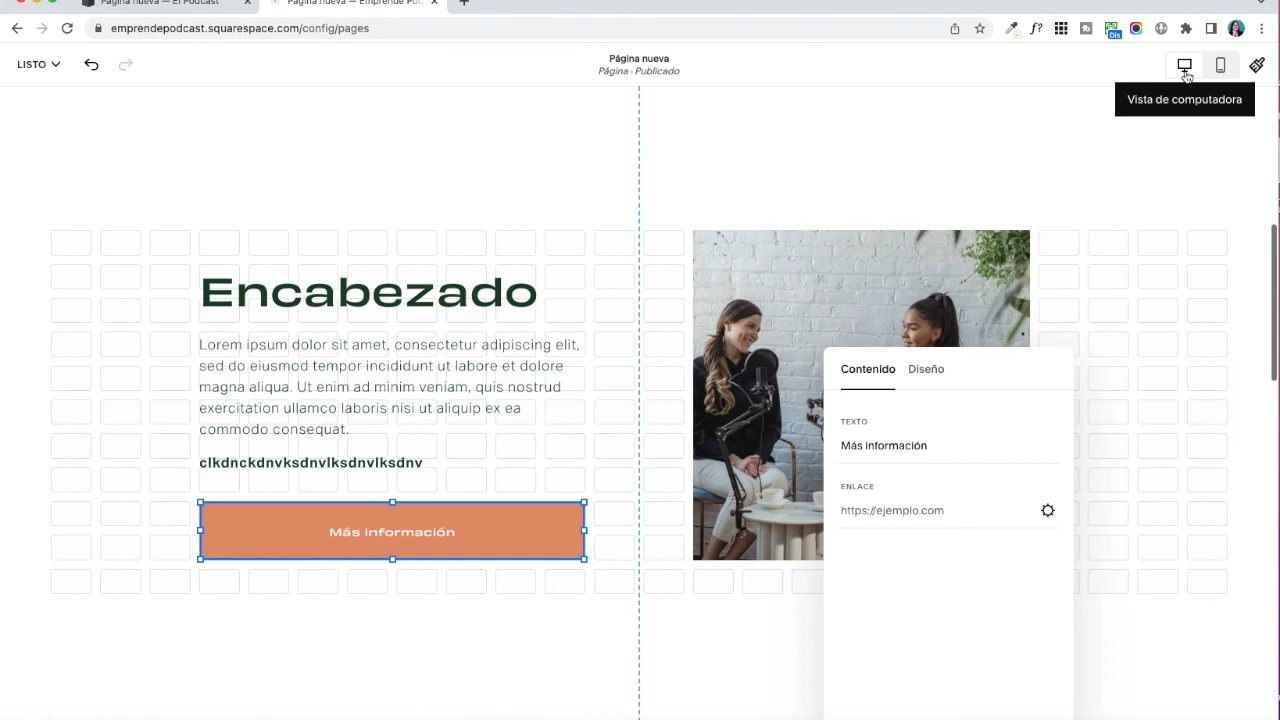 Página nueva — El Podcast
Página nueva — Emprende Po
emprendepodcast.squarespace.com/config/pages
f?
Dis
LISTO
Página nueva
Página · Publicado
Vista de computadora
Encabezado
Lorem ipsum dolor sit amet, consectetur adipiscing elit,
sed do eiusmod tempor incididunt ut labore et dolore
magna aliqua. Ut enim ad minim veniam, quis nostrud
exercitation ullamco laboris nisi ut aliquip ex ea
commodo consequat.
clkdnckdnvksdnvlksdnvlksdnv
Más información
Contenido Diseño
TEXTO
Más información
ENLACE
https://ejemplo.com